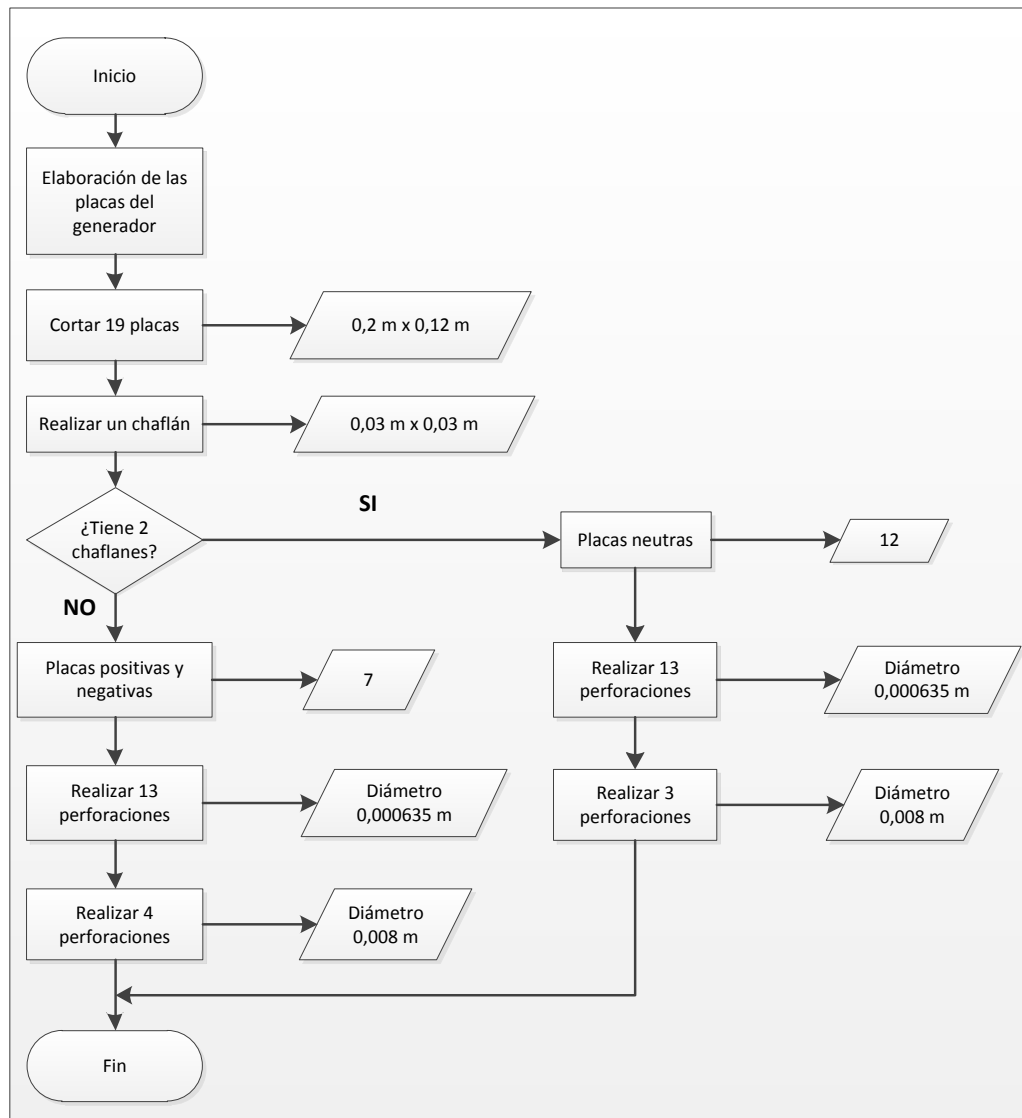 Inicio
Elaboración de las
placas del
generador
Cortar 19 placas
0,2 m x 0,12 m
Realizar un chaflán
0,03 m x 0,03 m
¿Tiene 2
chaflanes?
SI
Placas neutras
12
NO
Placas positivas y
negativas
7
Realizar 13
perforaciones
Diámetro
0,000635 m
Realizar 13
perforaciones
Diámetro
0,000635 m
Realizar 3
perforaciones
Diámetro
0,008 m
Realizar 4
perforaciones
Diámetro
0,008 m
Fin